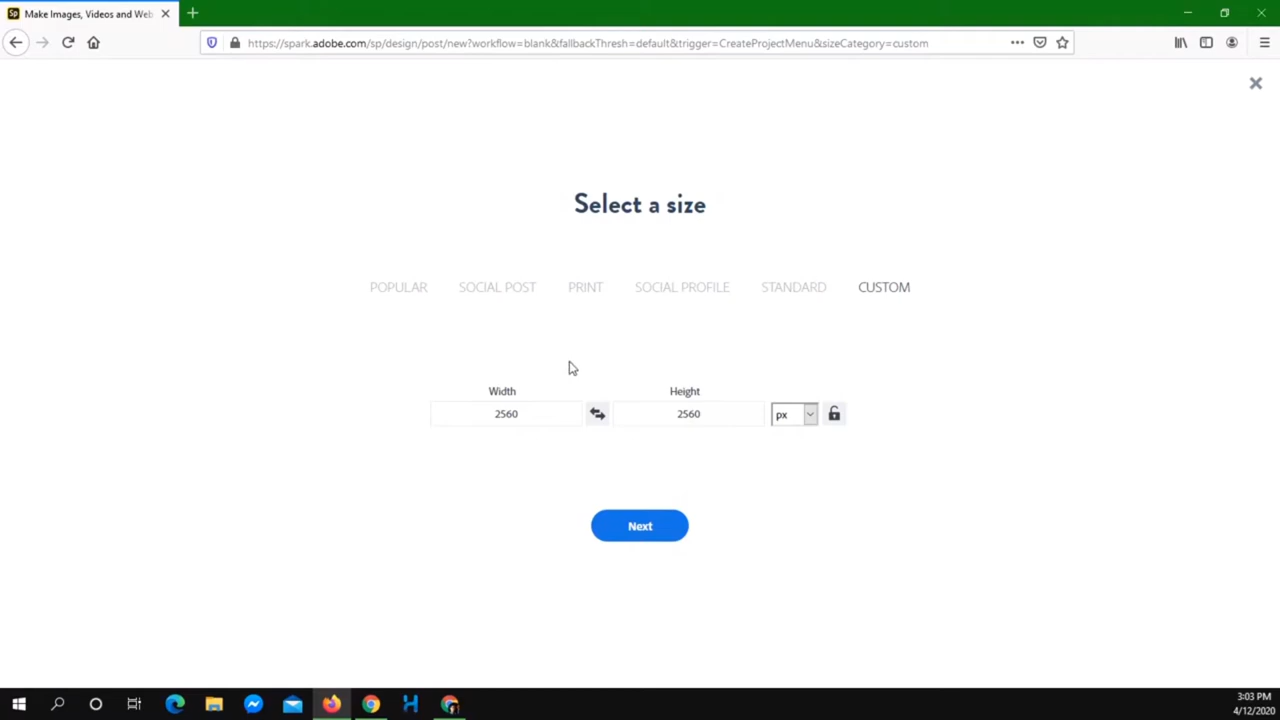 Sp Make Images, Videos and Web
https://spark.adobe.com/sp/design/post/new?workflow=blank&fallbackThresh=default&trigger=CreateProjectMenu&sizeCategory=custom
Select a size
POPULAR SOCIAL POST PRINT SOCIAL PROFILE STANDARD CUSTOM
Width Height
2560 2560 px
Next
3:03 PM
4/12/2020